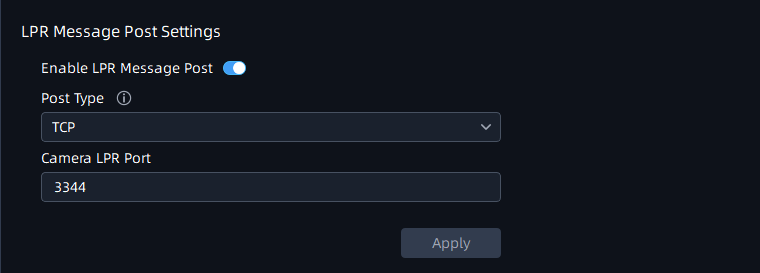 LPR Message Post Settings
Enable LPR Message Post
Post Type
TCP
Camera LPR Port
3344
Apply